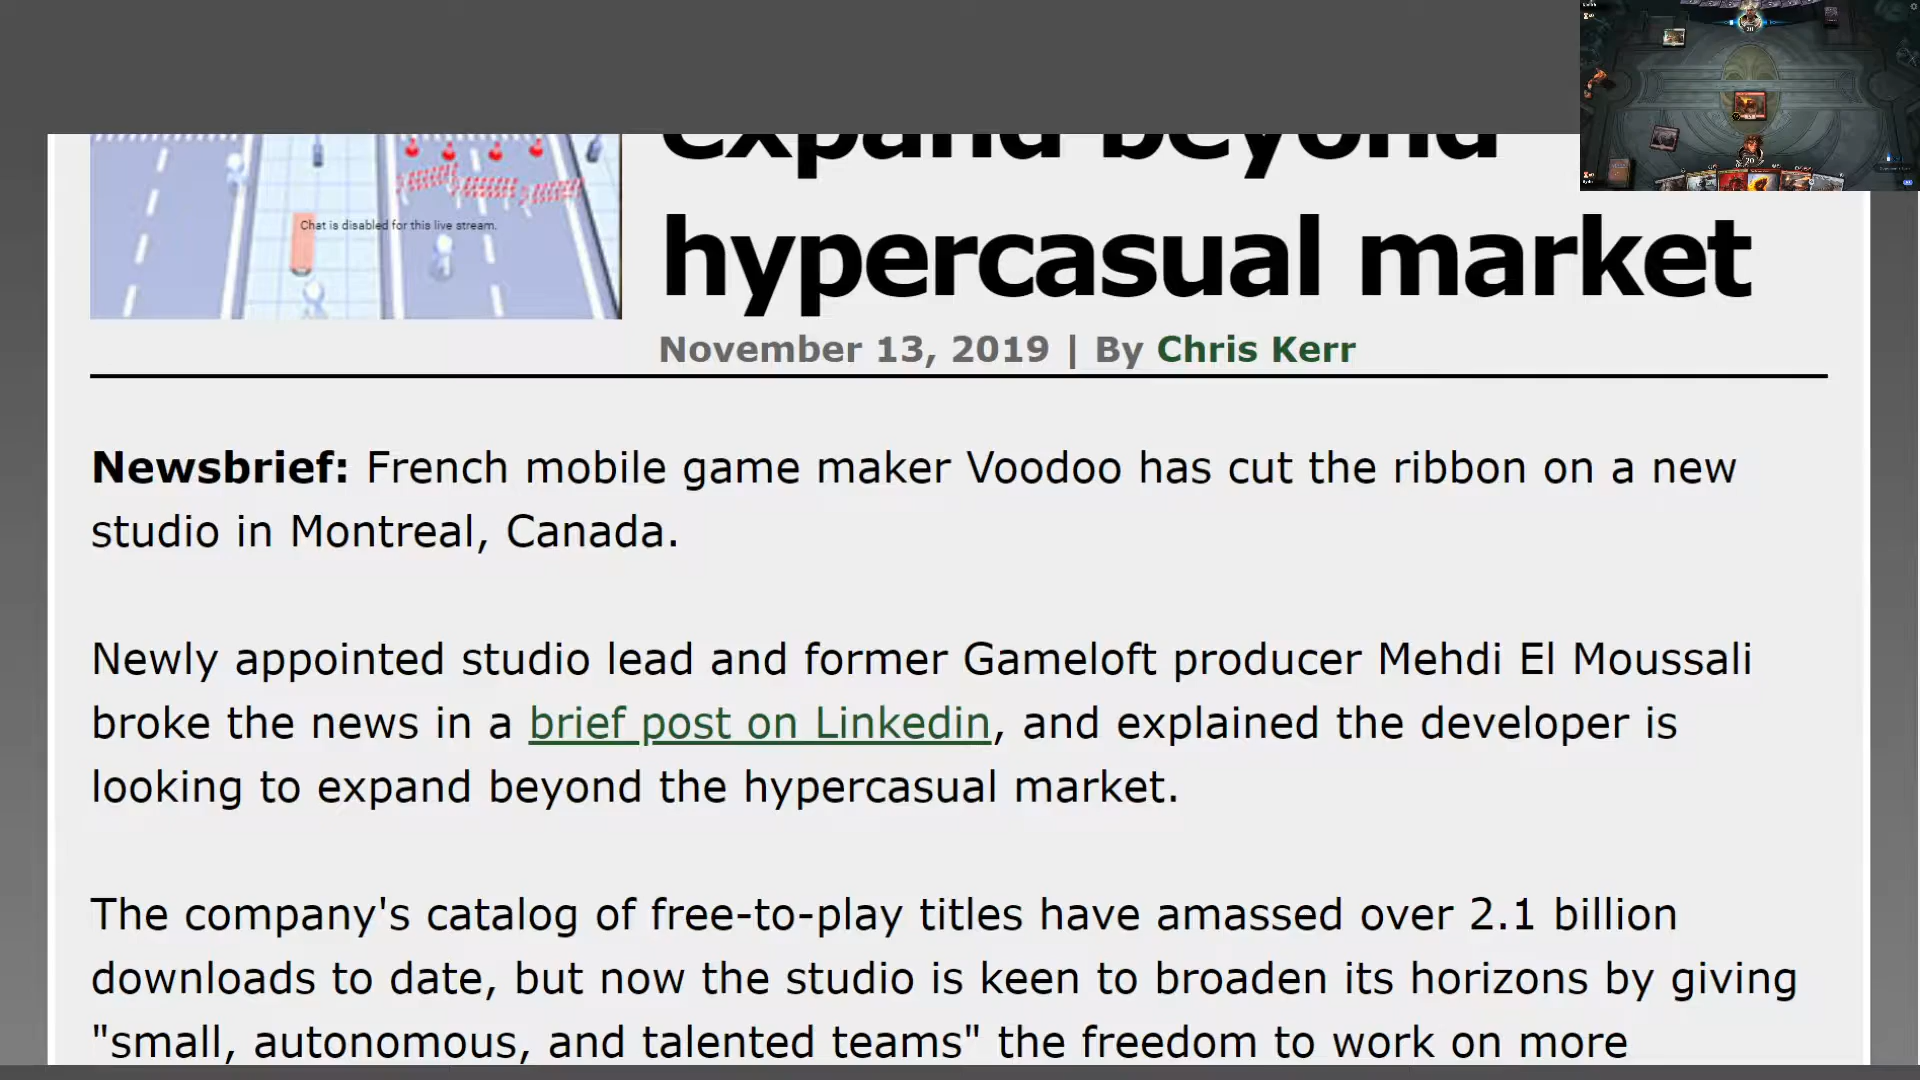 expand beyond
hypercasual market
Chat is disabled for this live stream.
November 13, 2019 | By Chris Kerr
Newsbrief: French mobile game maker Voodoo has cut the ribbon on a new
studio in Montreal, Canada.
Newly appointed studio lead and former Gameloft producer Mehdi El Moussali
broke the news in a brief post on Linkedin, and explained the developer is
looking to expand beyond the hypercasual market.
The company's catalog of free-to-play titles have amassed over 2.1 billion
downloads to date, but now the studio is keen to broaden its horizons by giving
"small, autonomous, and talented teams" the freedom to work on more
20
20